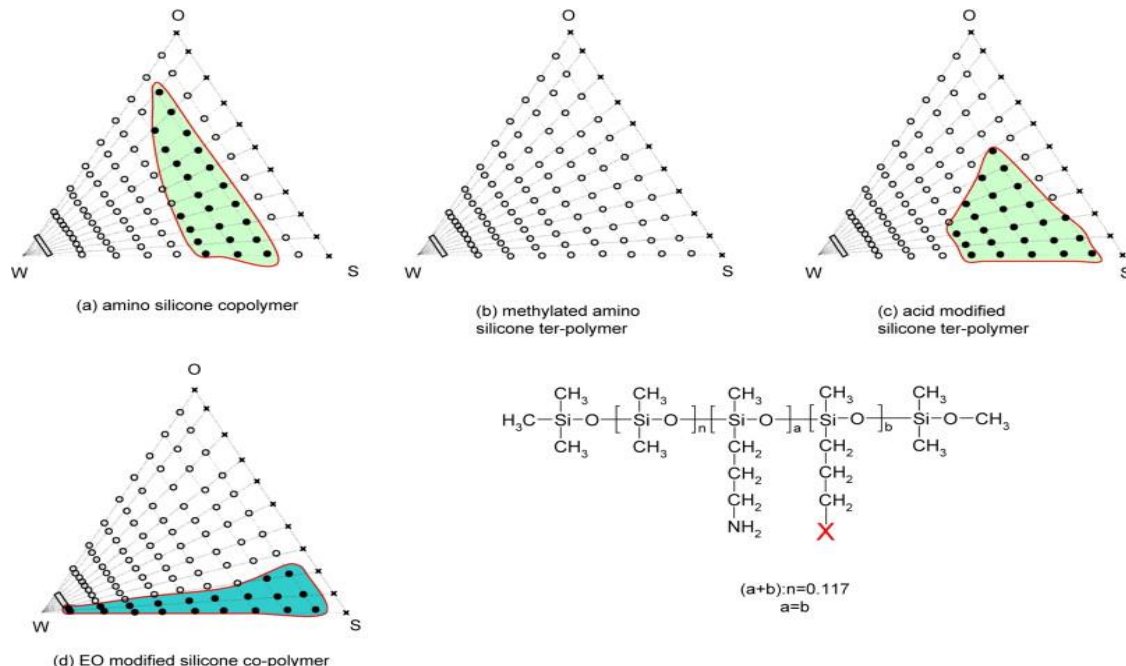 O
O
O
W
S
W
S
W
S
(a) amino silicone copolymer
(b) methylated amino
silicone ter-polymer
(c) acid modified
silicone ter-polymer
O
W
S
(d) EO modified silicone co-polymer
CH3 CH3 CH3 CH3 CH3
H3C-Si-O-[Si-O-]n[Si-O-]a[Si-O-]b-Si-O-CH3
CH3 CH3 CH2 CH2 CH3
CH2 CH2
CH2 CH2
NH2 X
(a+b):n=0.117
a=b